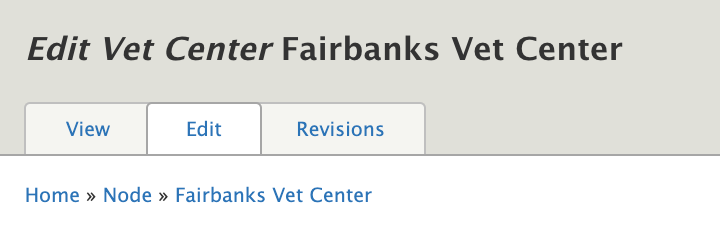 Edit Vet Center Fairbanks Vet Center
View Edit Revisions
Home » Node » Fairbanks Vet Center